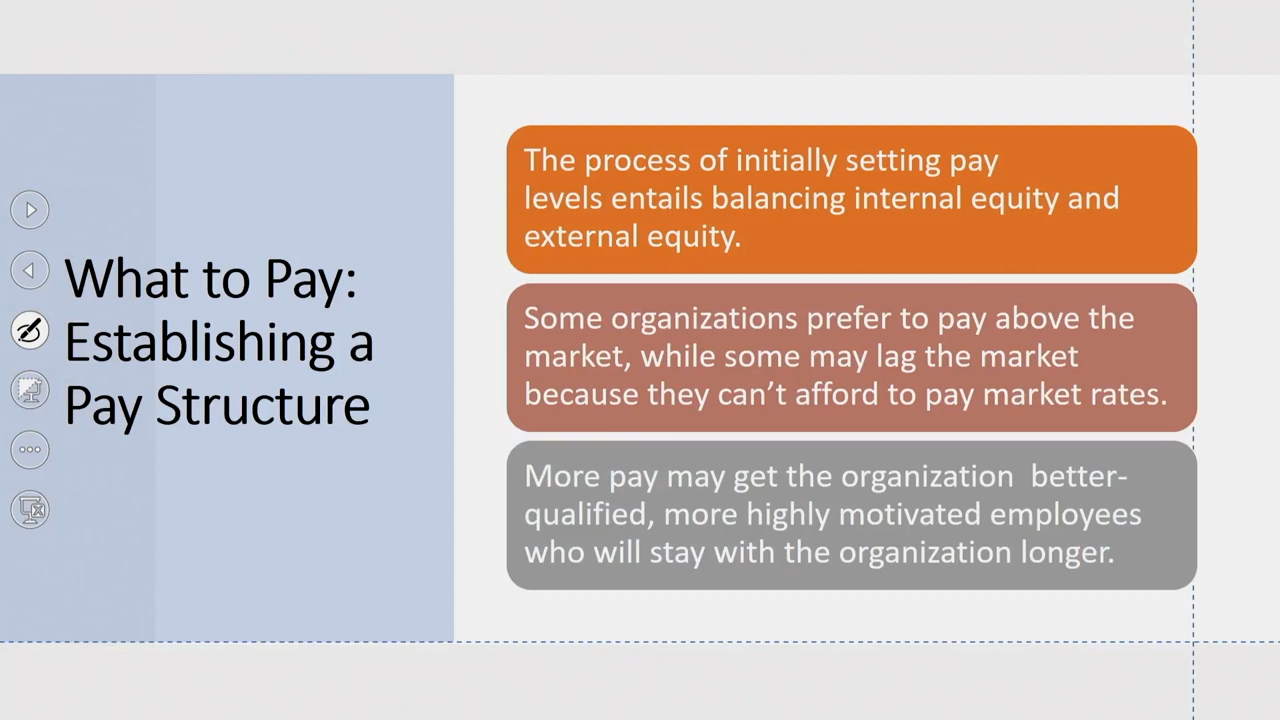 What to Pay:
Establishing a
Pay Structure
The process of initially setting pay
levels entails balancing internal equity and
external equity.
Some organizations prefer to pay above the
market, while some may lag the market
because they can’t afford to pay market rates.
More pay may get the organization  better-
qualified, more highly motivated employees
who will stay with the organization longer.